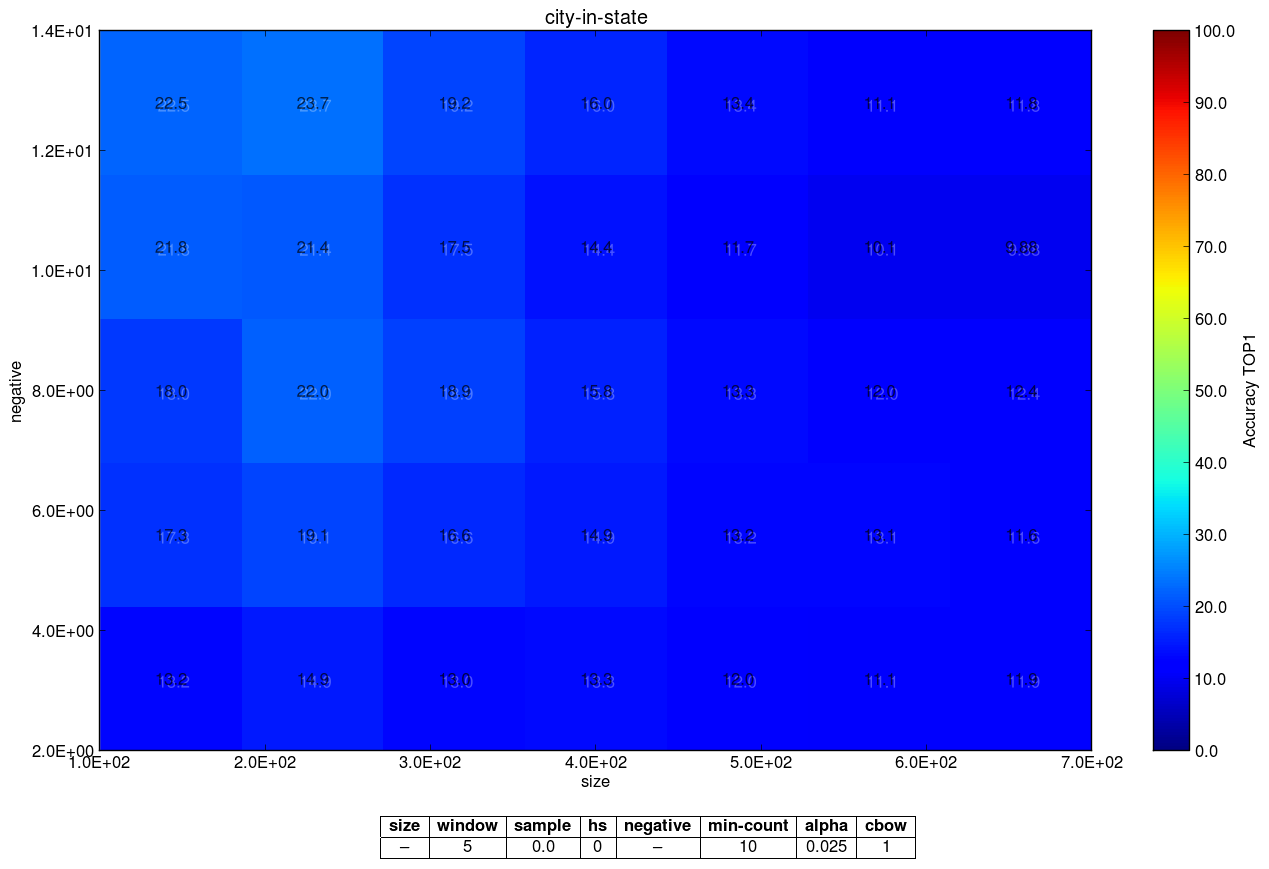 city-in-state
1.4E+01
100.0
22.5 23.7 19.2 16.0 13.4 11.1 11.8
90.0
1.2E+01
80.0
21.8 21.4 17.5 14.4 11.7 10.1 9.88
70.0
1.0E+01
60.0
negative
Accuracy TOP1
8.0E+00
18.0 22.0 18.9 15.8 13.3 12.0 12.4
50.0
40.0
6.0E+00
17.3 19.1 16.6 14.9 13.2 13.1 11.6
30.0
20.0
4.0E+00
13.2 14.9 13.0 13.3 12.0 11.1 11.9
10.0
2.0E+00
0.0
1.0E+02 2.0E+02 3.0E+02 4.0E+02 5.0E+02 6.0E+02 7.0E+02
size
size window sample hs negative min-count alpha cbow
– 5 0.0 0 – 10 0.025 1